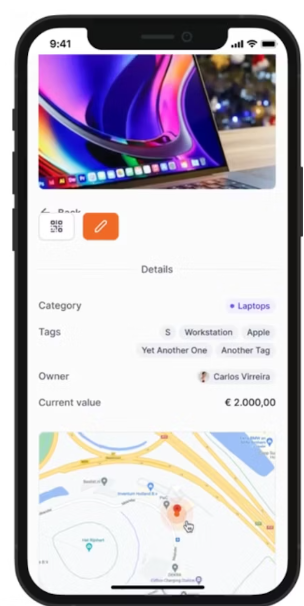 9:41
Back
Details
Category Laptops
Tags S Workstation Apple
Yet Another One Another Tag
Owner Carlos Virreira
Current value € 2.000,00